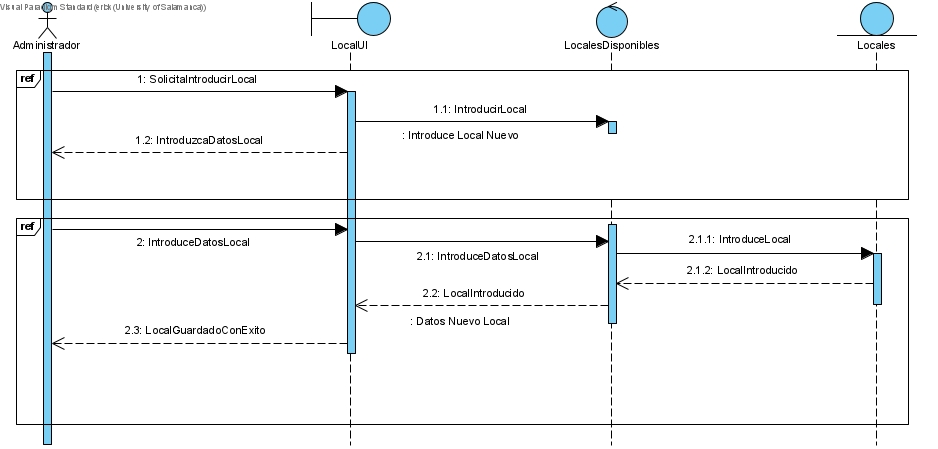 Visual Paradigm Standard (erick (University of Salamanca))
Administrador
LocalUI
LocalesDisponibles
Locales
ref
1: SolicitaIntroducirLocal
1.1: IntroducirLocal
: Introduce Local Nuevo
1.2: IntroduzcaDatosLocal
ref
2: IntroduceDatosLocal
2.1: IntroduceDatosLocal
2.1.1: IntroduceLocal
2.1.2: LocalIntroducido
2.2: LocalIntroducido
: Datos Nuevo Local
2.3: LocalGuardadoConExito